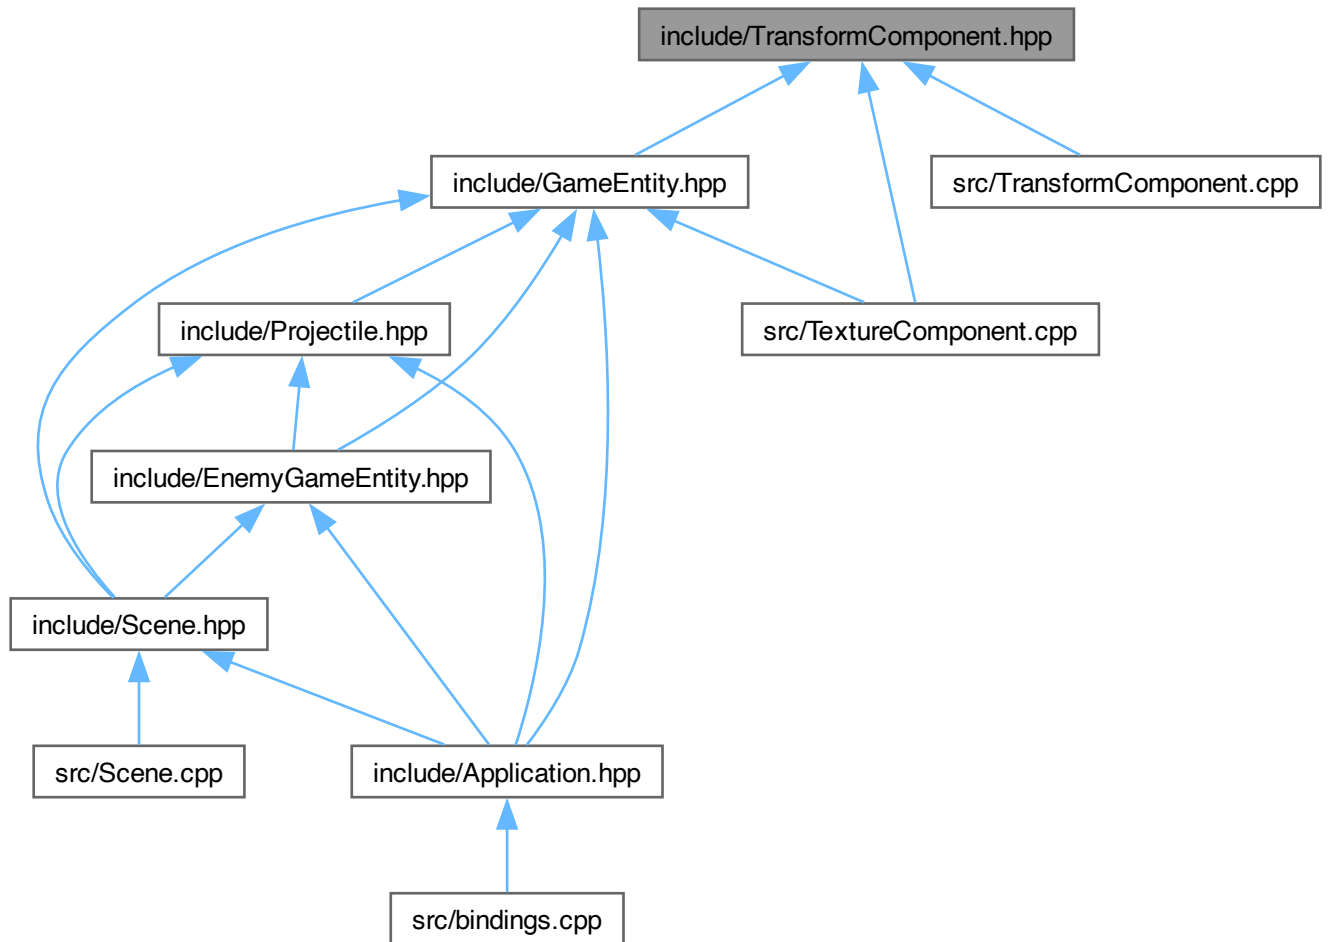 include/TransformComponent.hpp
include/GameEntity.hpp
src/TransformComponent.cpp
include/Projectile.hpp
src/TextureComponent.cpp
include/EnemyGameEntity.hpp
include/Scene.hpp
src/Scene.cpp
include/Application.hpp
src/bindings.cpp